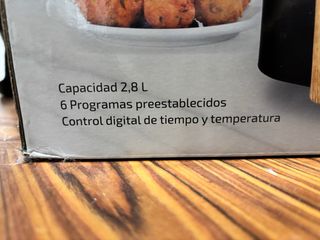 Capacidad 2,8 L
6 Programas preestablecidos
Control digital de tiempo y temperatura